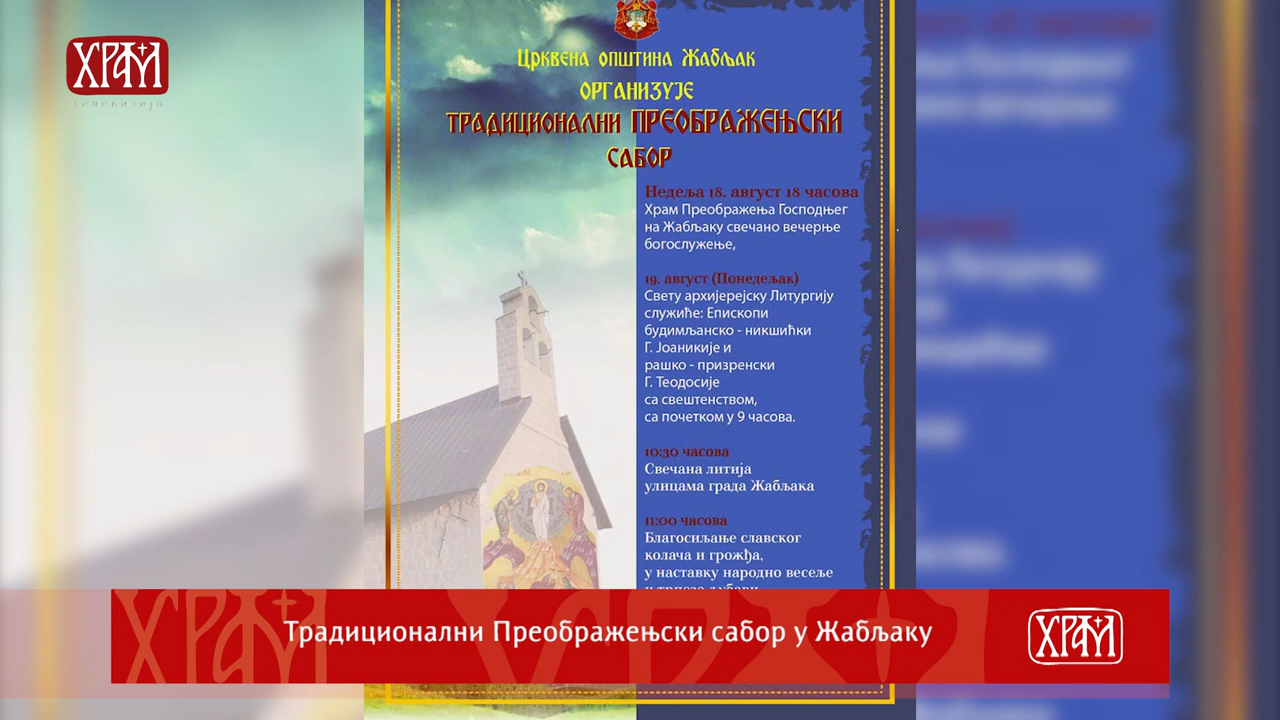 ХРАМ
телевизијо
Црквена општина Жабљак
организује
традиционални Преображењски
сабор
Недеља 18. август 18 часова
Храм Преображења Господњег
на Жабљаку свечано вечерње
богослужење,
19. август (Понедељак)
Свету архијерејску Литургију
служиће: Епископи
будимљанско - никшићки
Г. Јоаникије и
рашко - призренски
Г. Теодосије
са свештенством,
са почетком у 9 часова.
10:30 часова
Свечана литија
улицама града Жабљака
11:00 часова
Благосиљање славског
колача и грожђа,
у наставку народно весеље
и трпеза љубави
Традиционални Преображењски сабор у Жабљаку
ХРАМ